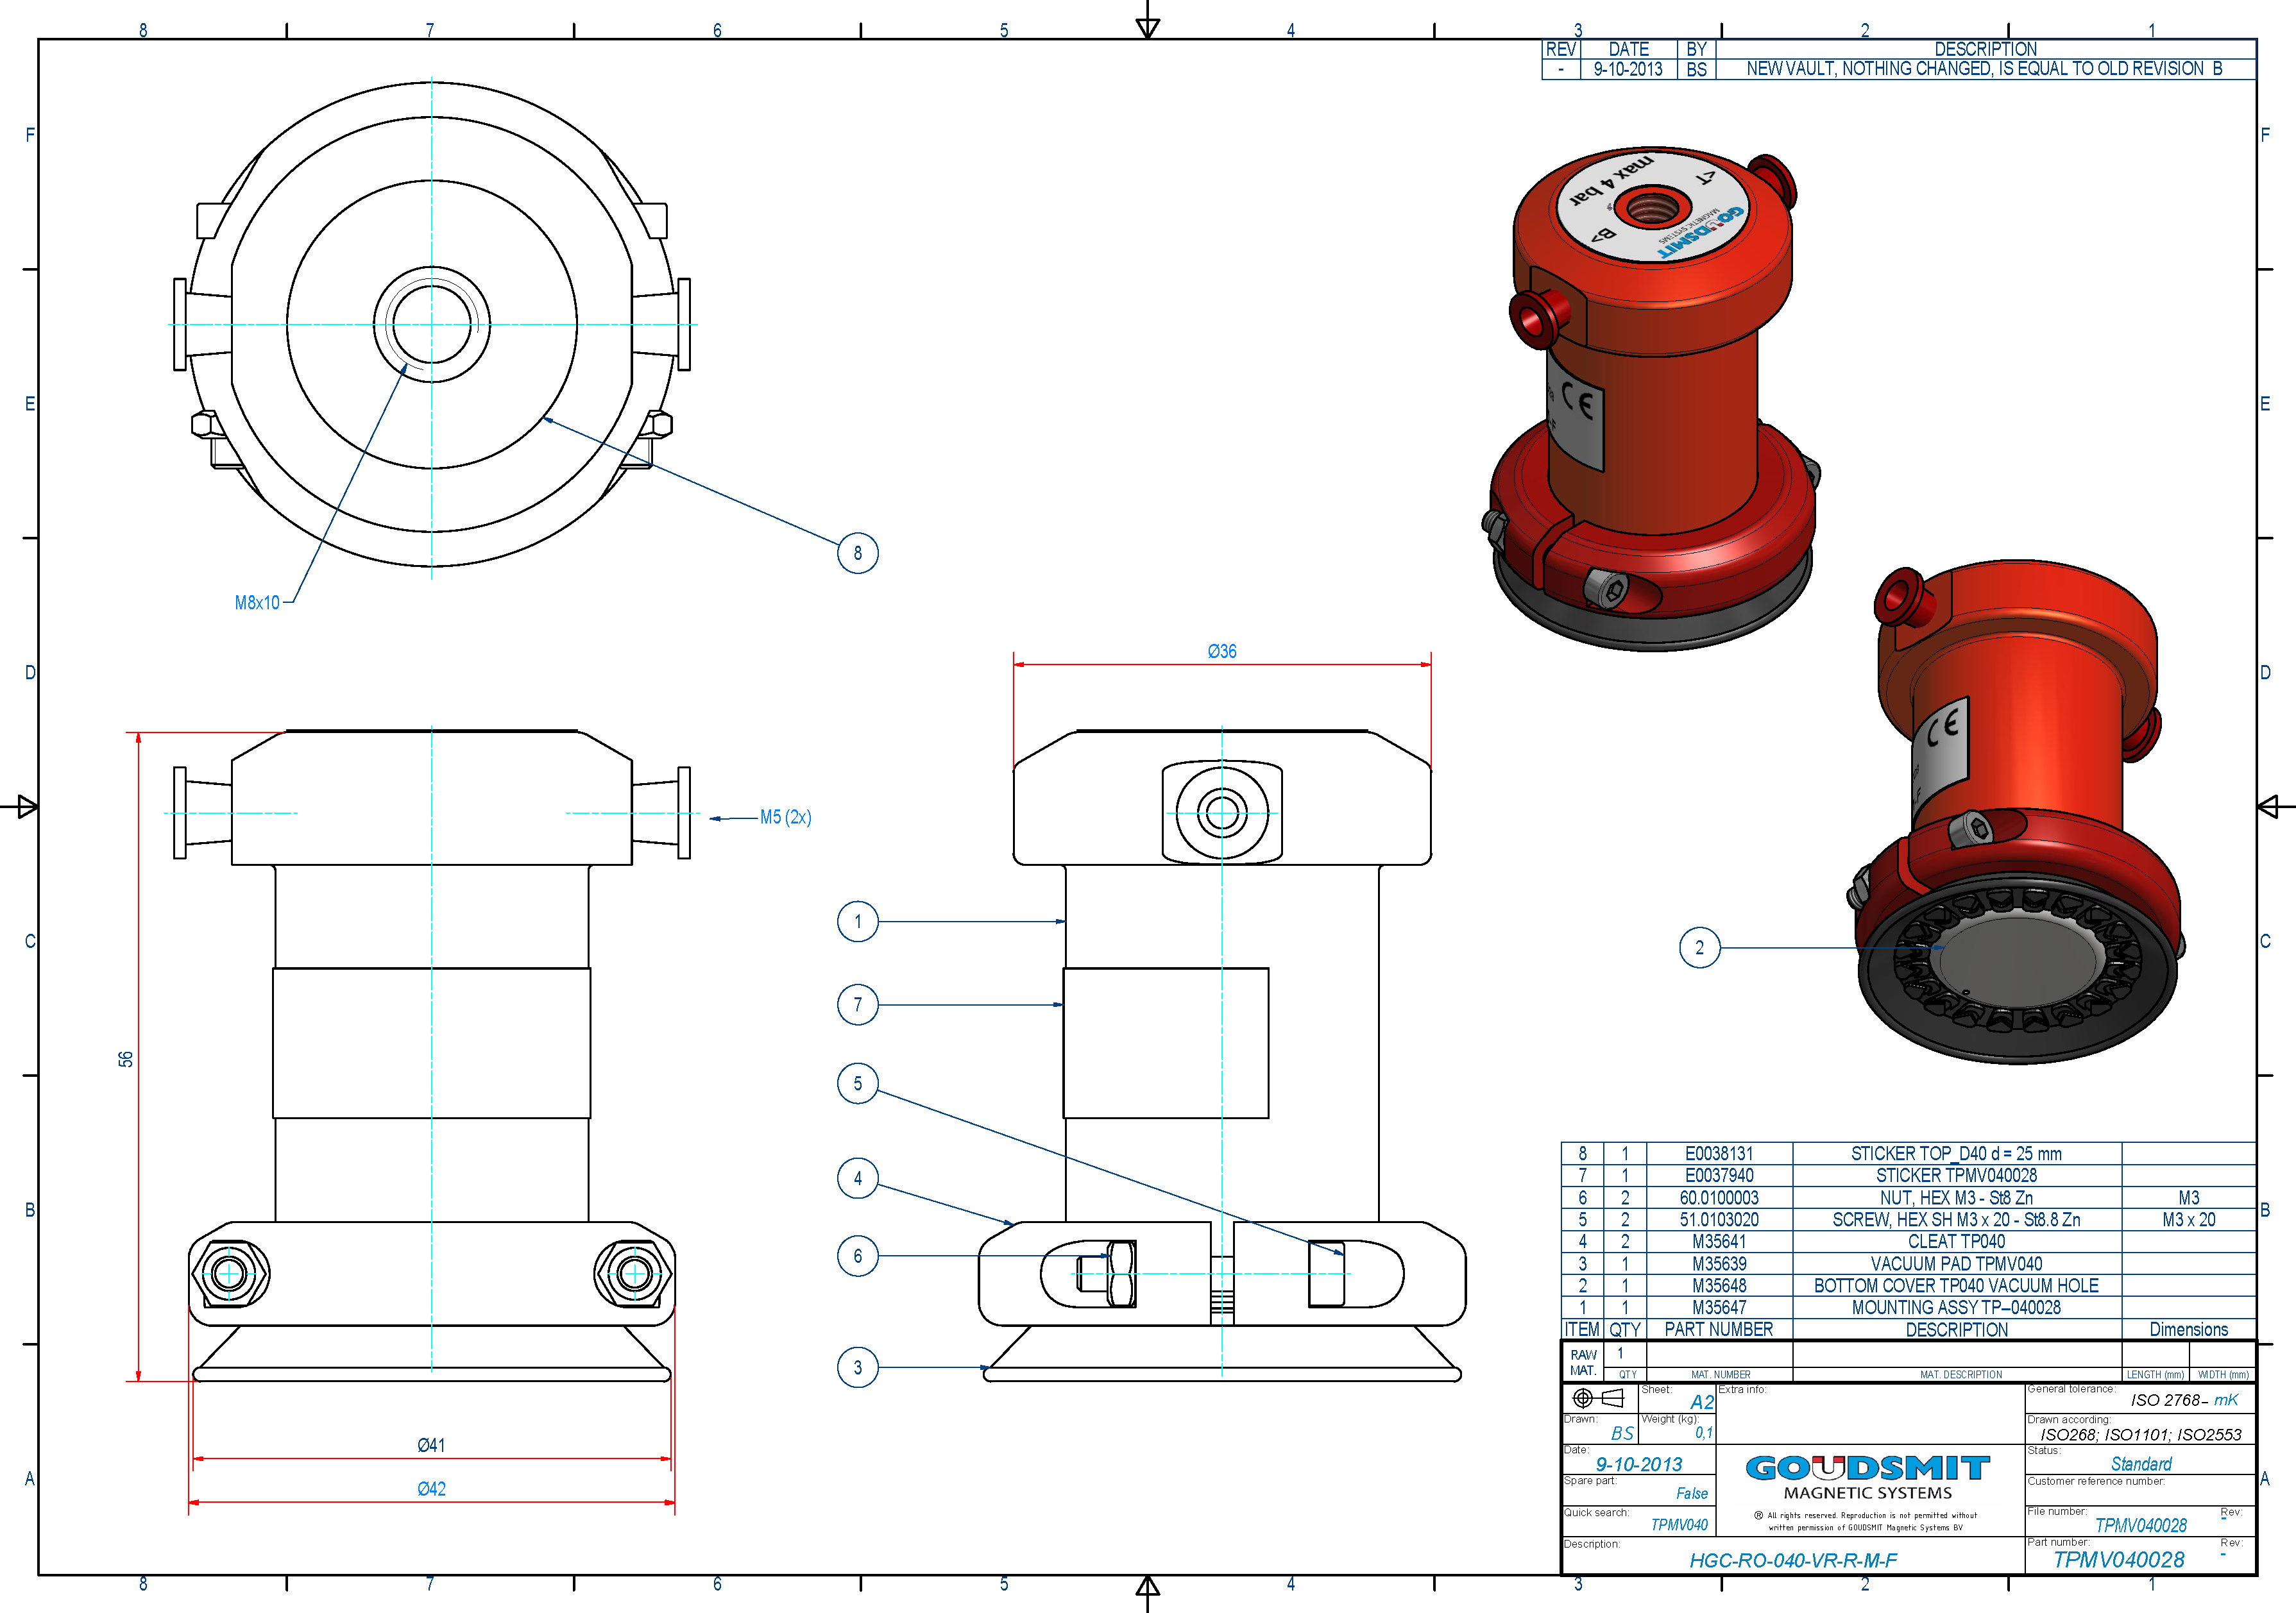 8 7 6 5 4 3 2 1
REV DATE BY DESCRIPTION
- 9-10-2013 BS NEW VAULT, NOTHING CHANGED, IS EQUAL TO OLD REVISION B
F F
max 4 bar
<T
B>
GOUDSMIT
MAGNETIC SYSTEMS
E E
CE
8
M8x10
D D
Ø36
CE
M5 (2x)
1
C C
2
7
56
5
4
B B
6
3
8 1 E0038131 STICKER TOP_D40 d = 25 mm
7 1 E0037940 STICKER TPMV040028
6 2 60.0100003 NUT, HEX M3 - St8 Zn M3
5 2 51.0103020 SCREW, HEX SH M3 x 20 - St8.8 Zn M3 x 20
4 2 M35641 CLEAT TP040
3 1 M35639 VACUUM PAD TPMV040
2 1 M35648 BOTTOM COVER TP040 VACUUM HOLE
1 1 M35647 MOUNTING ASSY TP–040028
ITEM QTY PART NUMBER DESCRIPTION Dimensions
RAW MAT. 1
QTY MAT. NUMBER MAT. DESCRIPTION LENGTH (mm) WIDTH (mm)
Sheet: A2
Extra info:
General tolerance: ISO 2768– mK
Drawn: BS
Weight (kg): 0,1
Drawn according: ISO268; ISO1101; ISO2553
Date: 9-10-2013
Status: Standard
Spare part: False
Customer reference number:
Quick search: TPMV040
GOUDSMIT
MAGNETIC SYSTEMS
® All rights reserved. Reproduction is not permitted without
written permission of GOUDSMIT Magnetic Systems BV
File number: TPMV040028 Rev: -
Description: HGC-RO-040-VR-R-M-F
Part number: TPMV040028 Rev: -
Ø41
Ø42
A A
8 7 6 5 4 3 2 1